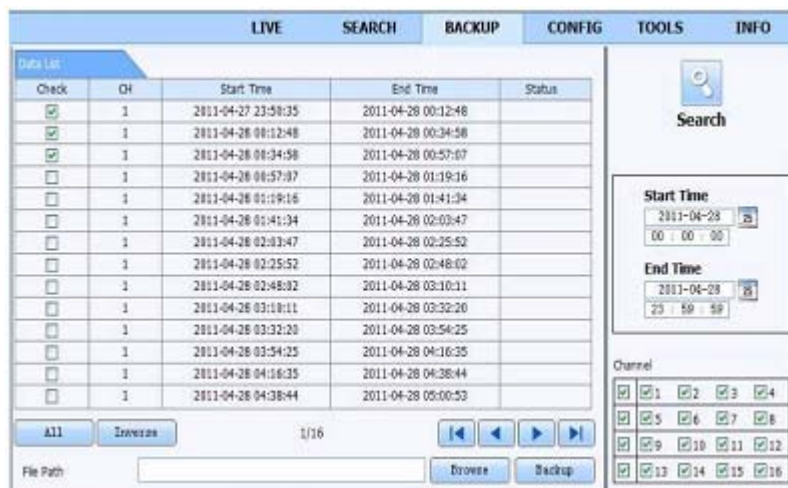 LIVE SEARCH BACKUP CONFIG TOOLS INFO
Data List
Check CH Start Time End Time Status
1 2011-04-27 23:50:35 2011-04-28 00:12:48
1 2011-04-28 00:12:48 2011-04-28 00:34:58
1 2011-04-28 00:34:58 2011-04-28 00:57:07
1 2011-04-28 00:57:07 2011-04-28 01:19:16
1 2011-04-28 01:19:16 2011-04-28 01:41:34
1 2011-04-28 01:41:34 2011-04-28 02:03:47
1 2011-04-28 02:03:47 2011-04-28 02:25:52
1 2011-04-28 02:25:52 2011-04-28 02:48:02
1 2011-04-28 02:48:02 2011-04-28 03:10:11
1 2011-04-28 03:10:11 2011-04-28 03:32:20
1 2011-04-28 03:32:20 2011-04-28 03:54:25
1 2011-04-28 03:54:25 2011-04-28 04:16:35
1 2011-04-28 04:16:35 2011-04-28 04:38:44
1 2011-04-28 04:38:44 2011-04-28 05:00:53
All Inverse 1/16
File Path Browse Backup
Search
Start Time
2011-04-28 25
00 : 00 : 00
End Time
2011-04-28 25
23 : 59 : 59
Channel
1 2 3 4
5 6 7 8
9 10 11 12
13 14 15 16